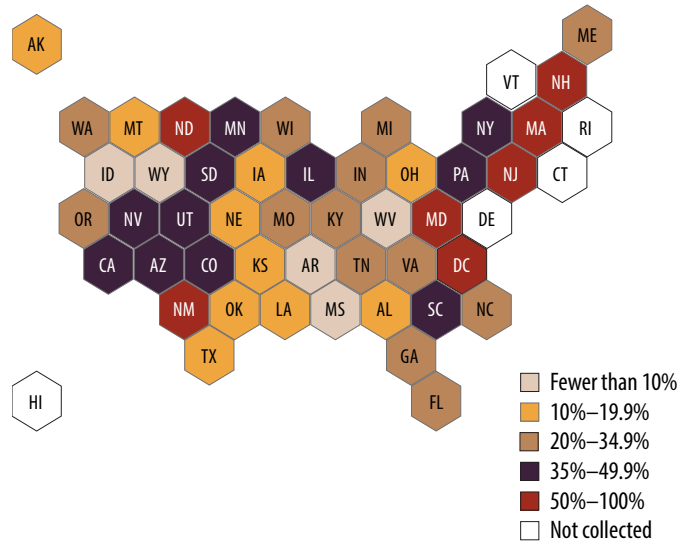 AK
ME
VT
NH
WA
MT
ND
MN
WI
MI
NY
MA
RI
ID
WY
SD
IA
IL
IN
OH
PA
NJ
CT
OR
NV
UT
NE
MO
KY
WV
MD
DE
CA
AZ
CO
KS
AR
TN
VA
DC
NM
OK
LA
MS
AL
SC
NC
TX
GA
HI
FL
Fewer than 10%
10%–19.9%
20%–34.9%
35%–49.9%
50%–100%
Not collected